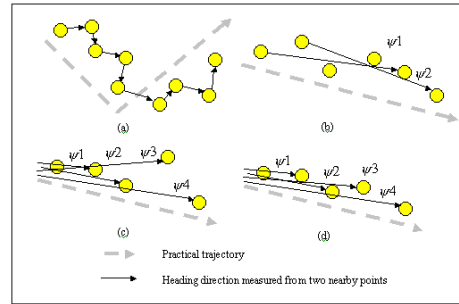 ψ1
ψ2
(a)
(b)
ψ1 ψ2 ψ3
ψ4
ψ1 ψ2 ψ3
ψ4
(c)
(d)
Practical trajectory
Heading direction measured from two nearby points